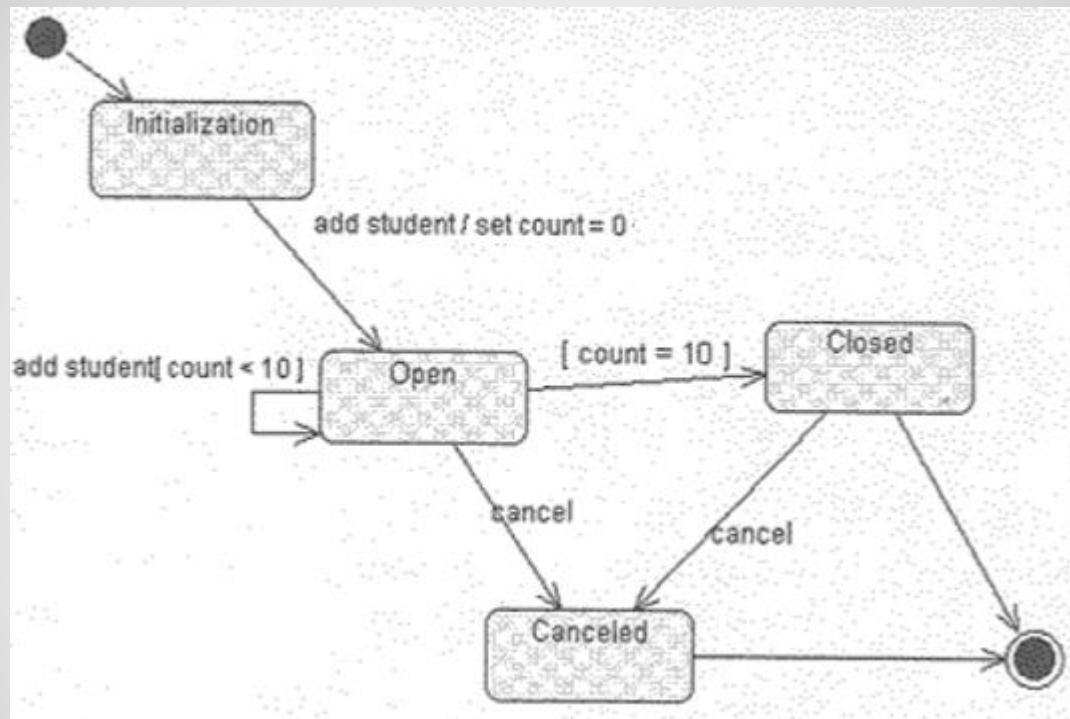 Initialization
add student / set count = 0
add student[ count < 10 ]
Open
[ count = 10 ]
Closed
cancel
cancel
Canceled